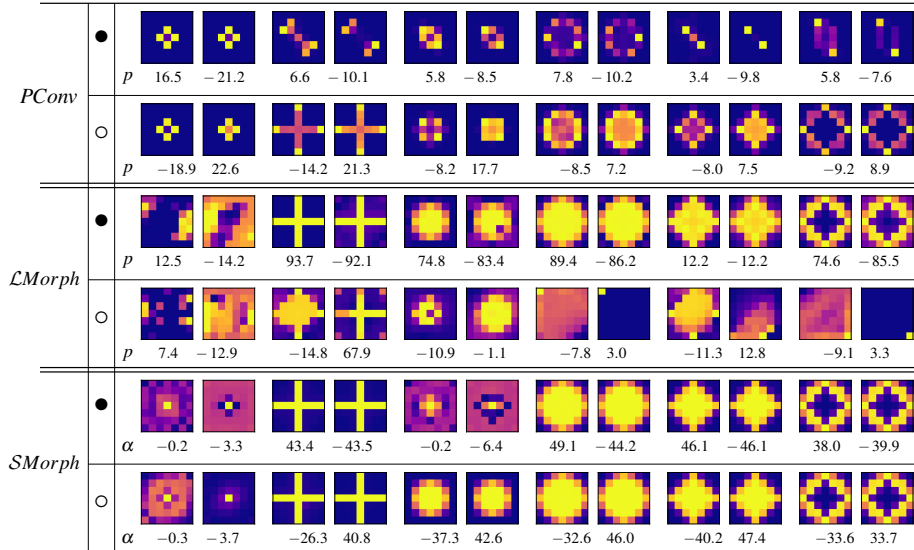 ●
p 16.5 −21.2 6.6 −10.1 5.8 −8.5 7.8 −10.2 3.4 −9.8 5.8 −7.6
PConv
○
p −18.9 22.6 −14.2 21.3 −8.2 17.7 −8.5 7.2 −8.0 7.5 −9.2 8.9
●
p 12.5 −14.2 93.7 −92.1 74.8 −83.4 89.4 −86.2 12.2 −12.2 74.6 −85.5
ℒMorph
○
p 7.4 −12.9 −14.8 67.9 −10.9 −1.1 −7.8 3.0 −11.3 12.8 −9.1 3.3
●
α −0.2 −3.3 43.4 −43.5 −0.2 −6.4 49.1 −44.2 46.1 −46.1 38.0 −39.9
𝒮Morph
○
α −0.3 −3.7 −26.3 40.8 −37.3 42.6 −32.6 46.0 −40.2 47.4 −33.6 33.7